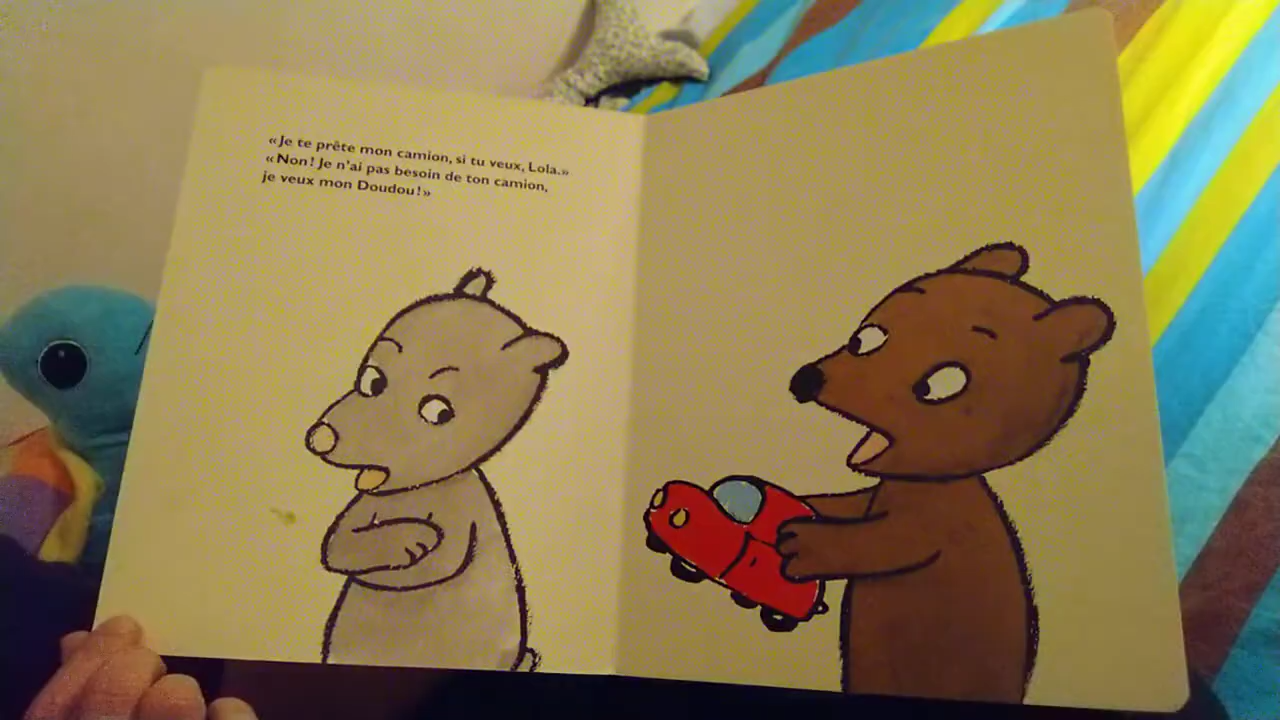 «Je te prête mon camion, si tu veux, Lola.»
«Non! Je n'ai pas besoin de ton camion,
je veux mon Doudou!»